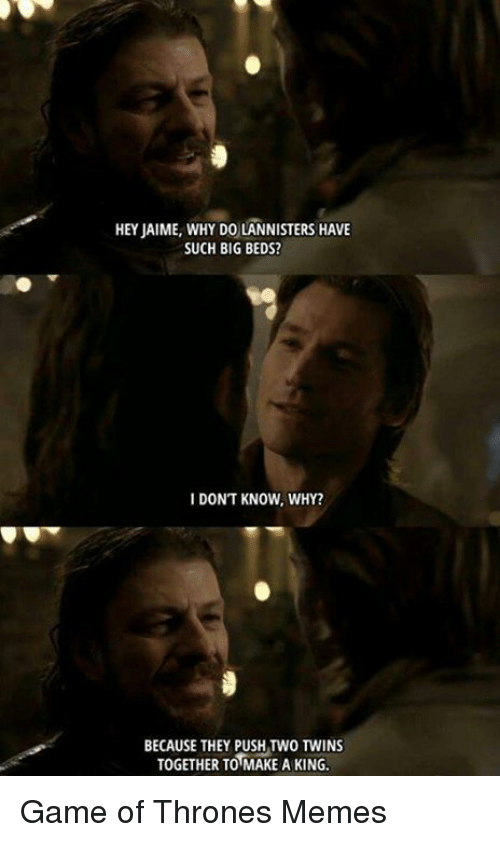 HEY JAIME, WHY DO LANNISTERS HAVE
SUCH BIG BEDS?
I DON'T KNOW, WHY?
BECAUSE THEY PUSH TWO TWINS
TOGETHER TO MAKE A KING.
Game of Thrones Memes